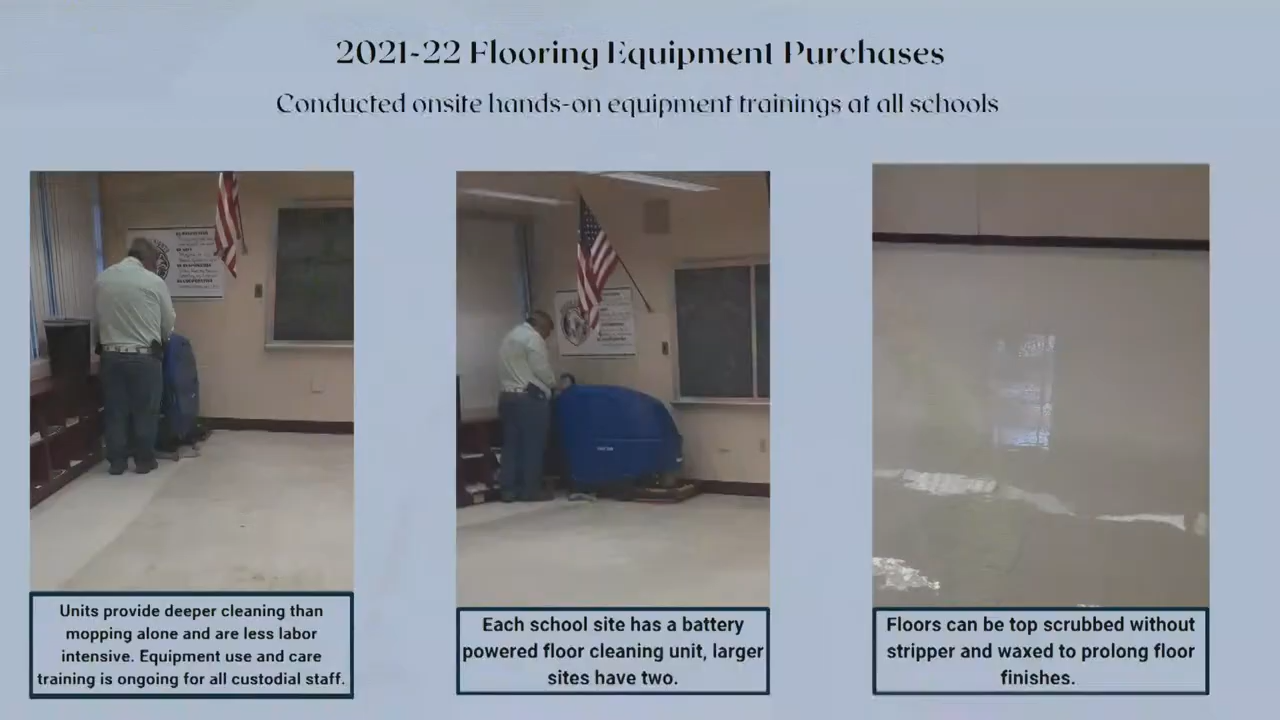 2021-22 Flooring Equipment Purchases
Conducted onsite hands-on equipment trainings at all schools
Units provide deeper cleaning than
mopping alone and are less labor
intensive. Equipment use and care
training is ongoing for all custodial staff.
Each school site has a battery
powered floor cleaning unit, larger
sites have two.
Floors can be top scrubbed without
stripper and waxed to prolong floor
finishes.